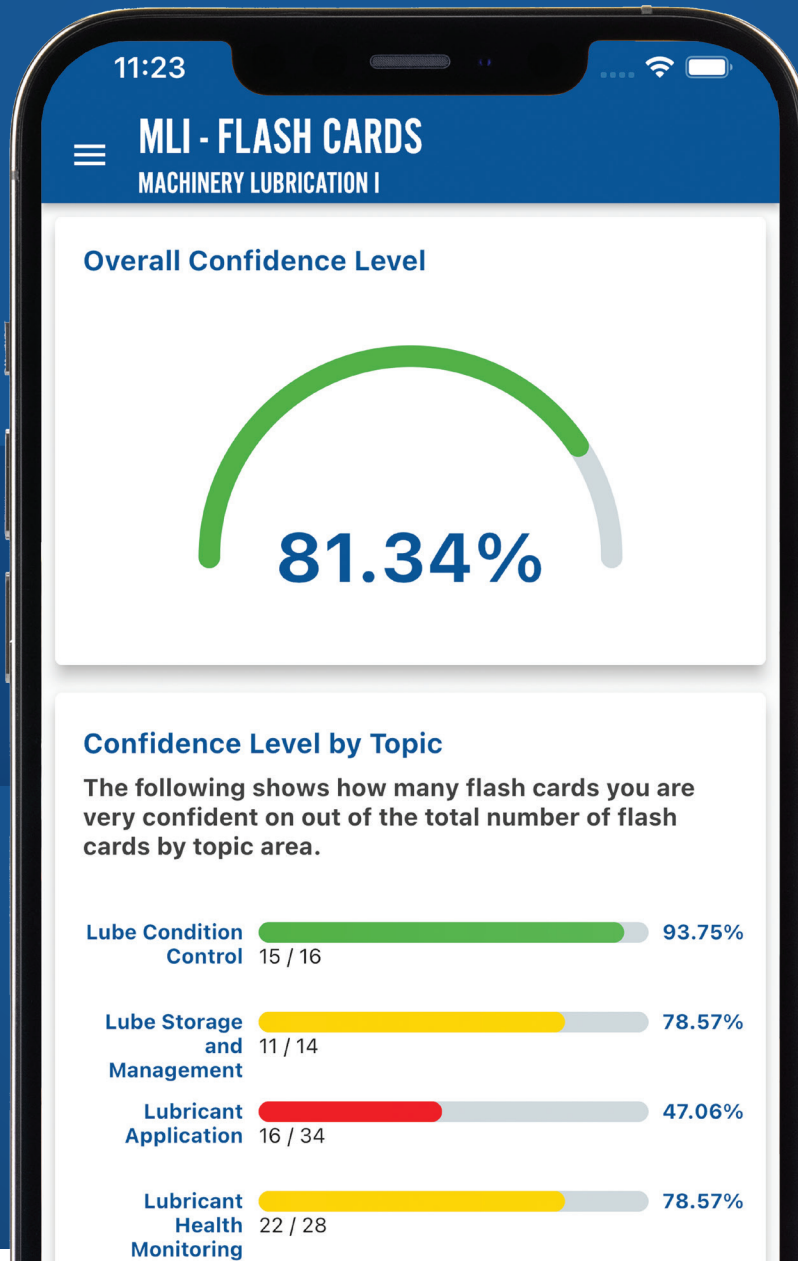 11:23
MLI - FLASH CARDS
MACHINERY LUBRICATION I
Overall Confidence Level
81.34%
Confidence Level by Topic
The following shows how many flash cards you are
very confident on out of the total number of flash
cards by topic area.
Lube Condition
Control
15 / 16
93.75%
Lube Storage
and
Management
11 / 14
78.57%
Lubricant
Application
16 / 34
47.06%
Lubricant
Health
Monitoring
22 / 28
78.57%